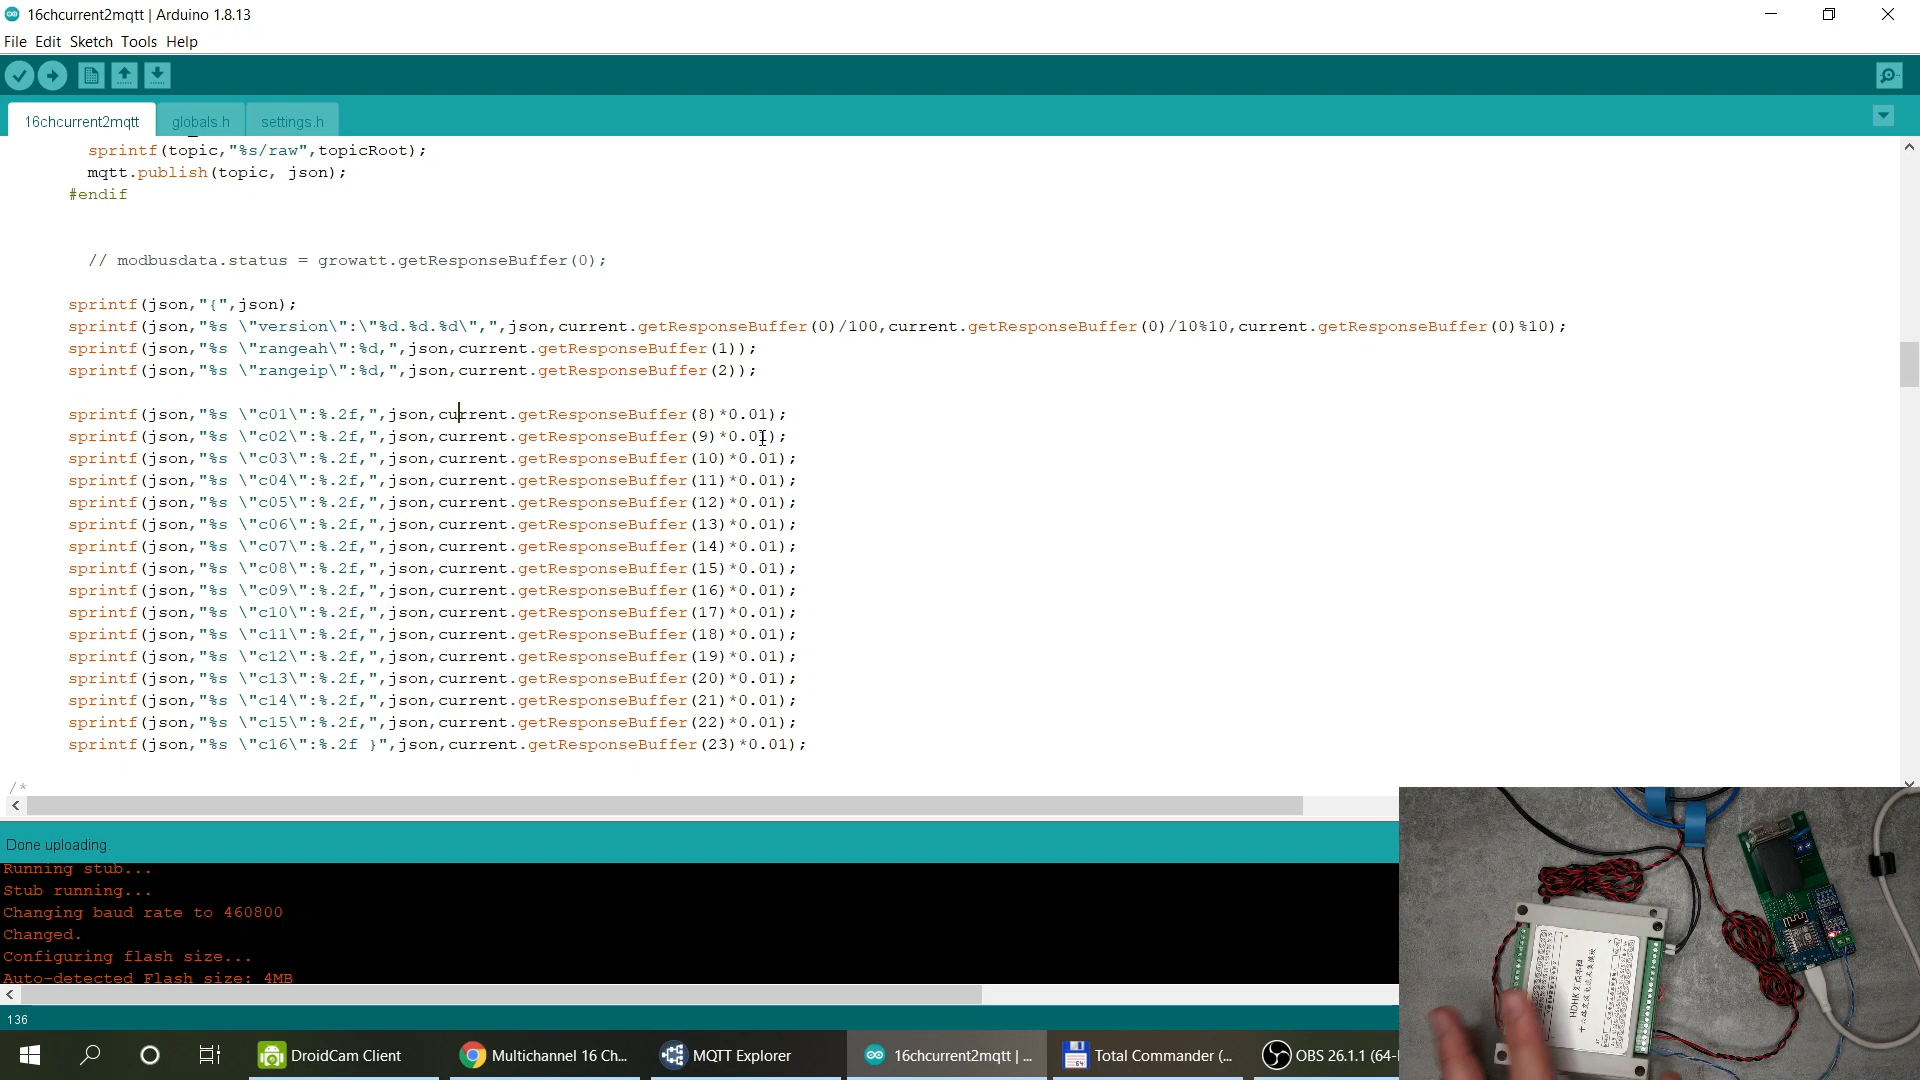 16chcurrent2mqtt | Arduino 1.8.13
File Edit Sketch Tools Help
16chcurrent2mqtt globals.h settings.h
sprintf(topic,"%s/raw",topicRoot);
mqtt.publish(topic, json);
#endif
// modbusdata.status = growatt.getResponseBuffer(0);
sprintf(json,"{",json);
sprintf(json,"%s \"version\":\"%d.%d.%d\",",json,current.getResponseBuffer(0)/100,current.getResponseBuffer(0)/10%10,current.getResponseBuffer(0)%10);
sprintf(json,"%s \"rangeah\":%d,",json,current.getResponseBuffer(1));
sprintf(json,"%s \"rangeip\":%d,",json,current.getResponseBuffer(2));
sprintf(json,"%s \"c01\":%.2f,",json,current.getResponseBuffer(8)*0.01);
sprintf(json,"%s \"c02\":%.2f,",json,current.getResponseBuffer(9)*0.01);
sprintf(json,"%s \"c03\":%.2f,",json,current.getResponseBuffer(10)*0.01);
sprintf(json,"%s \"c04\":%.2f,",json,current.getResponseBuffer(11)*0.01);
sprintf(json,"%s \"c05\":%.2f,",json,current.getResponseBuffer(12)*0.01);
sprintf(json,"%s \"c06\":%.2f,",json,current.getResponseBuffer(13)*0.01);
sprintf(json,"%s \"c07\":%.2f,",json,current.getResponseBuffer(14)*0.01);
sprintf(json,"%s \"c08\":%.2f,",json,current.getResponseBuffer(15)*0.01);
sprintf(json,"%s \"c09\":%.2f,",json,current.getResponseBuffer(16)*0.01);
sprintf(json,"%s \"c10\":%.2f,",json,current.getResponseBuffer(17)*0.01);
sprintf(json,"%s \"c11\":%.2f,",json,current.getResponseBuffer(18)*0.01);
sprintf(json,"%s \"c12\":%.2f,",json,current.getResponseBuffer(19)*0.01);
sprintf(json,"%s \"c13\":%.2f,",json,current.getResponseBuffer(20)*0.01);
sprintf(json,"%s \"c14\":%.2f,",json,current.getResponseBuffer(21)*0.01);
sprintf(json,"%s \"c15\":%.2f,",json,current.getResponseBuffer(22)*0.01);
sprintf(json,"%s \"c16\":%.2f }",json,current.getResponseBuffer(23)*0.01);
/*
Done uploading.
Running stub...
Stub running...
Changing baud rate to 460800
Changed.
Configuring flash size...
Auto-detected Flash size: 4MB
136
DroidCam Client
Multichannel 16 Ch...
MQTT Explorer
16chcurrent2mqtt | ...
Total Commander (...
OBS 26.1.1 (64-